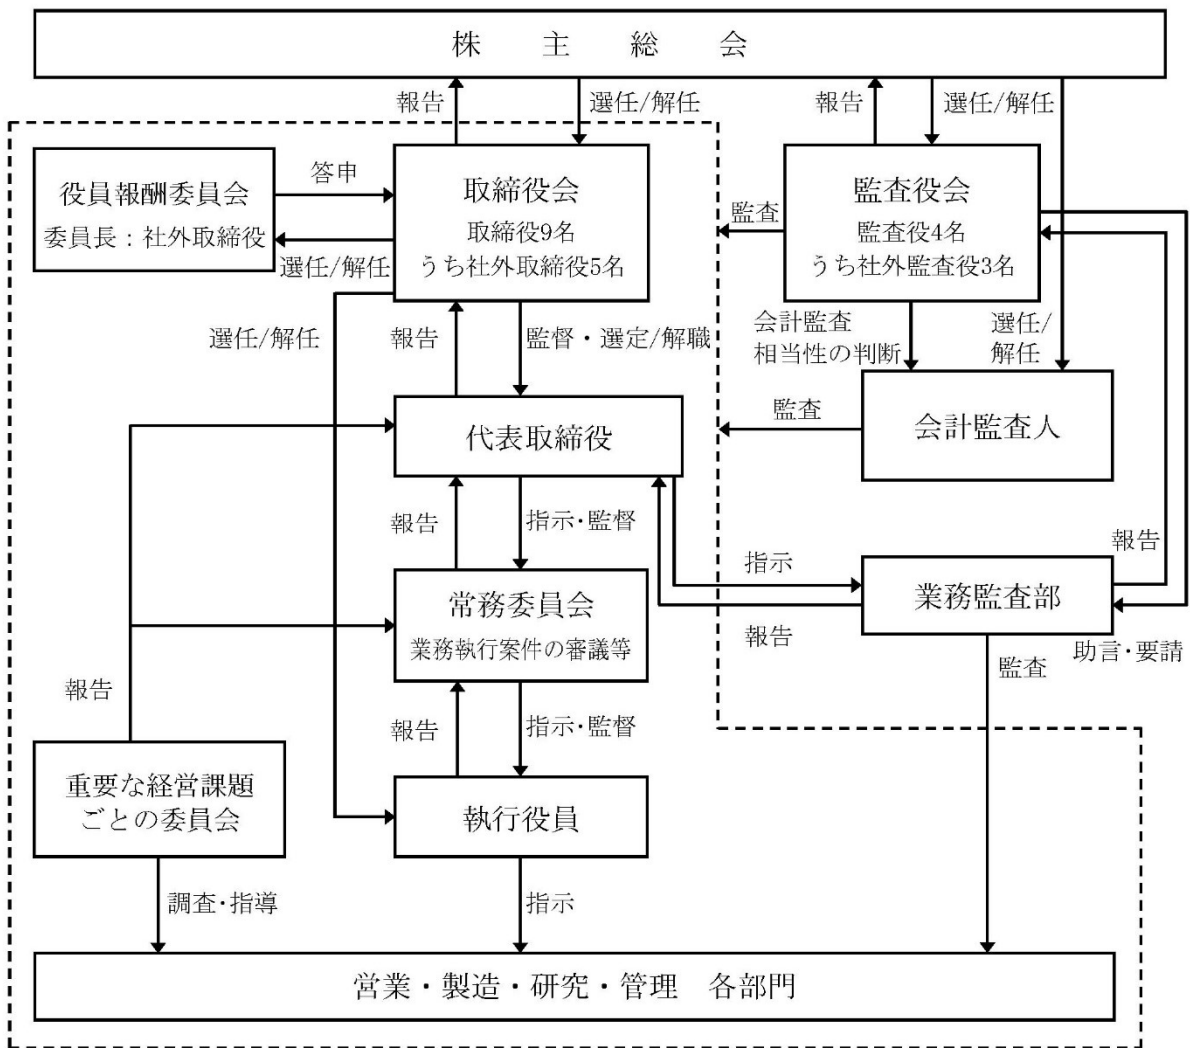 株主総会
報告
選任/解任
報告
選任/解任
役員報酬委員会
委員長：社外取締役
答申
選任/解任
取締役会
取締役9名
うち社外取締役5名
監査
監査役会
監査役4名
うち社外監査役3名
選任/解任
報告
監督・選定/解職
会計監査
相当性の判断
選任/
解任
代表取締役
監査
会計監査人
報告
指示･監督
指示
報告
業務監査部
報告
助言･要請
監査
常務委員会
業務執行案件の審議等
報告
報告
指示･監督
重要な経営課題
ごとの委員会
執行役員
調査･指導
指示
営業・製造・研究・管理　各部門